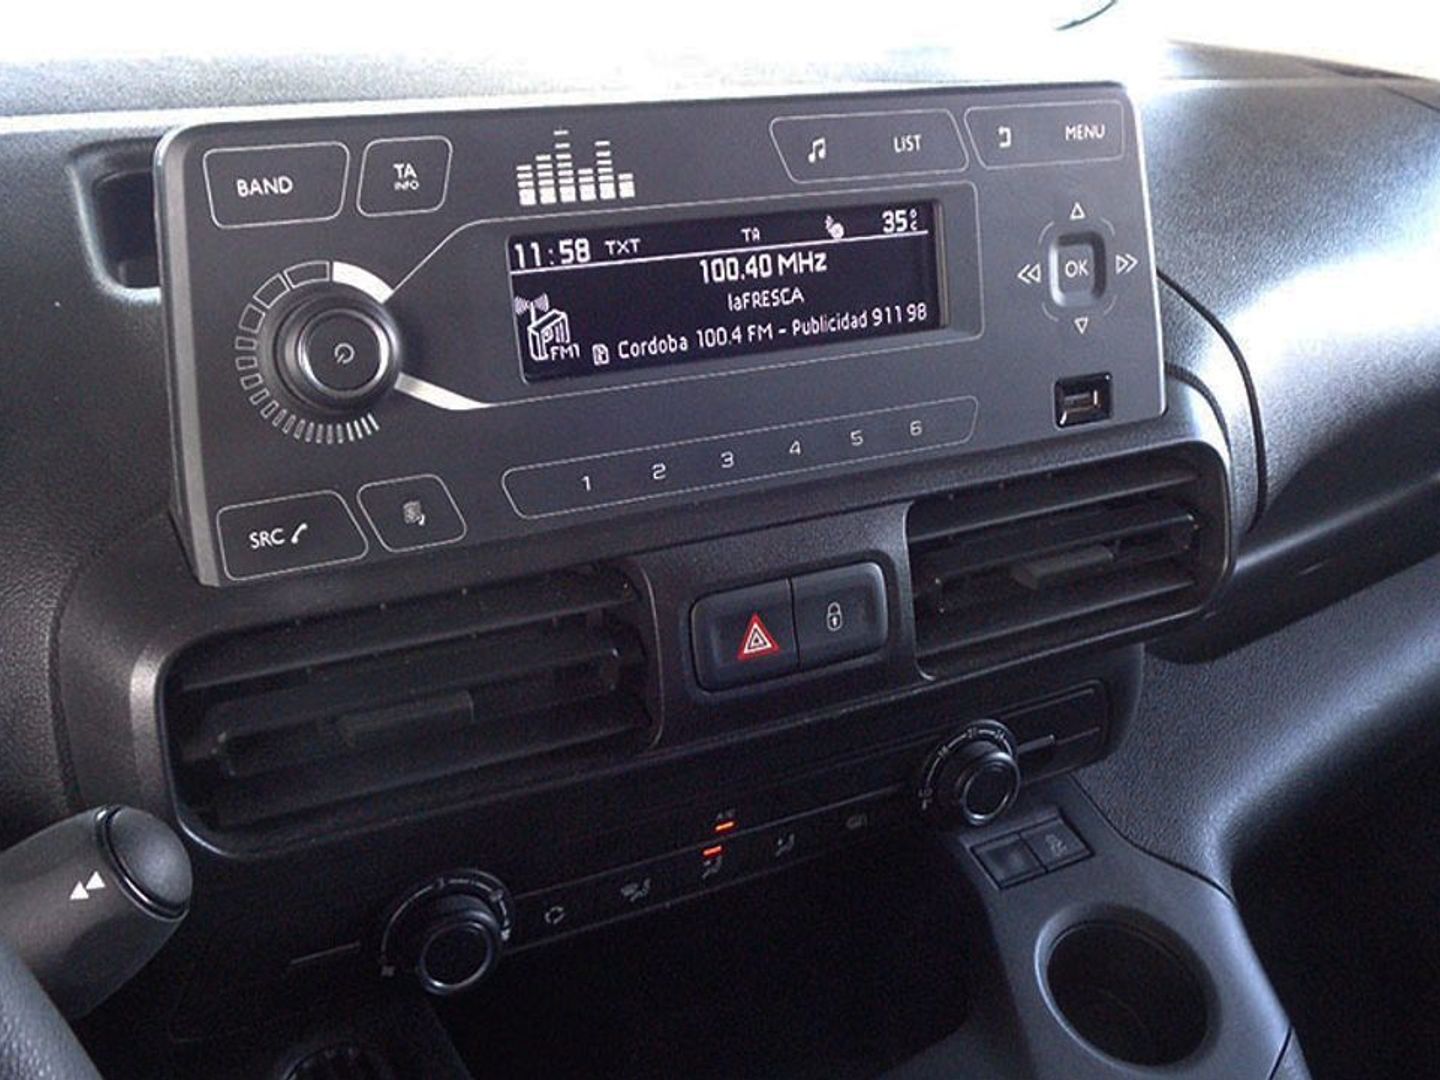 BAND
TA
INFO
LIST
MENU
11:58 TXT TA 35°C
100.40 MHz
laFRESCA
FM1
Cordoba 100.4 FM - Publicidad 911 98
OK
1 2 3 4 5 6
SRC